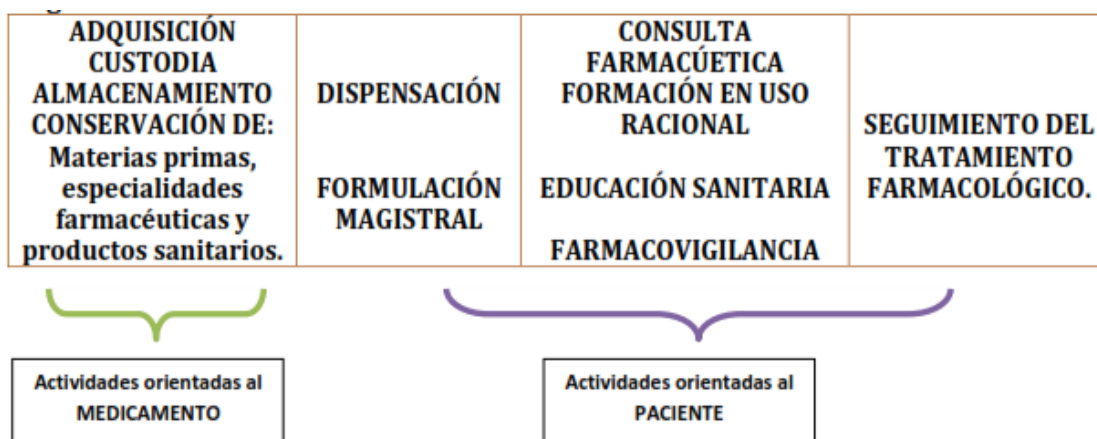 ADQUISICIÓN
CUSTODIA
ALMACENAMIENTO
CONSERVACIÓN DE:
Materias primas,
especialidades
farmacéuticas y
productos sanitarios.
DISPENSACIÓN
FORMULACIÓN
MAGISTRAL
CONSULTA
FARMACÚETICA
FORMACIÓN EN USO
RACIONAL
EDUCACIÓN SANITARIA
FARMACOVIGILANCIA
SEGUIMIENTO DEL
TRATAMIENTO
FARMACOLÓGICO.
Actividades orientadas al
MEDICAMENTO
Actividades orientadas al
PACIENTE